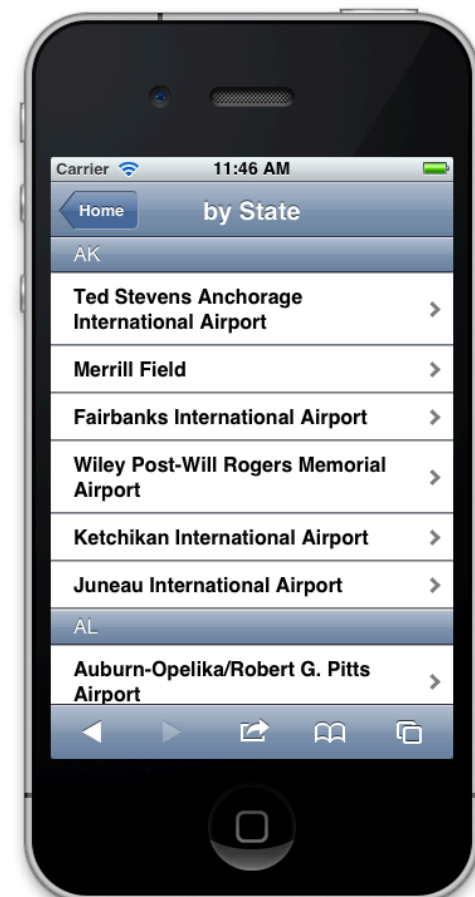 Carrier 11:46 AM
Home by State
AK
Ted Stevens Anchorage
International Airport
Merrill Field
Fairbanks International Airport
Wiley Post-Will Rogers Memorial
Airport
Ketchikan International Airport
Juneau International Airport
AL
Auburn-Opelika/Robert G. Pitts
Airport